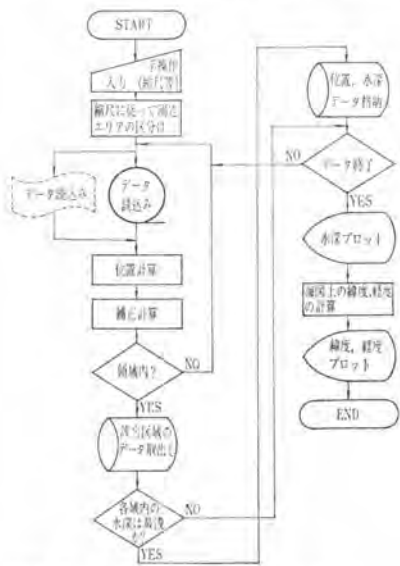 START
手操作
入力(縮尺等)
縮尺に従って測定
エリアの区分け
データ読込み
データ
読込み
位置計算
補正計算
領域内?
NO
YES
該当区域の
データ取出し
各域内の
水深は最浅
か?
NO
YES
位置、水深
データ格納
NO
データ終了
YES
水深プロット
海図上の緯度,経度
の計算
緯度,経度
プロット
END